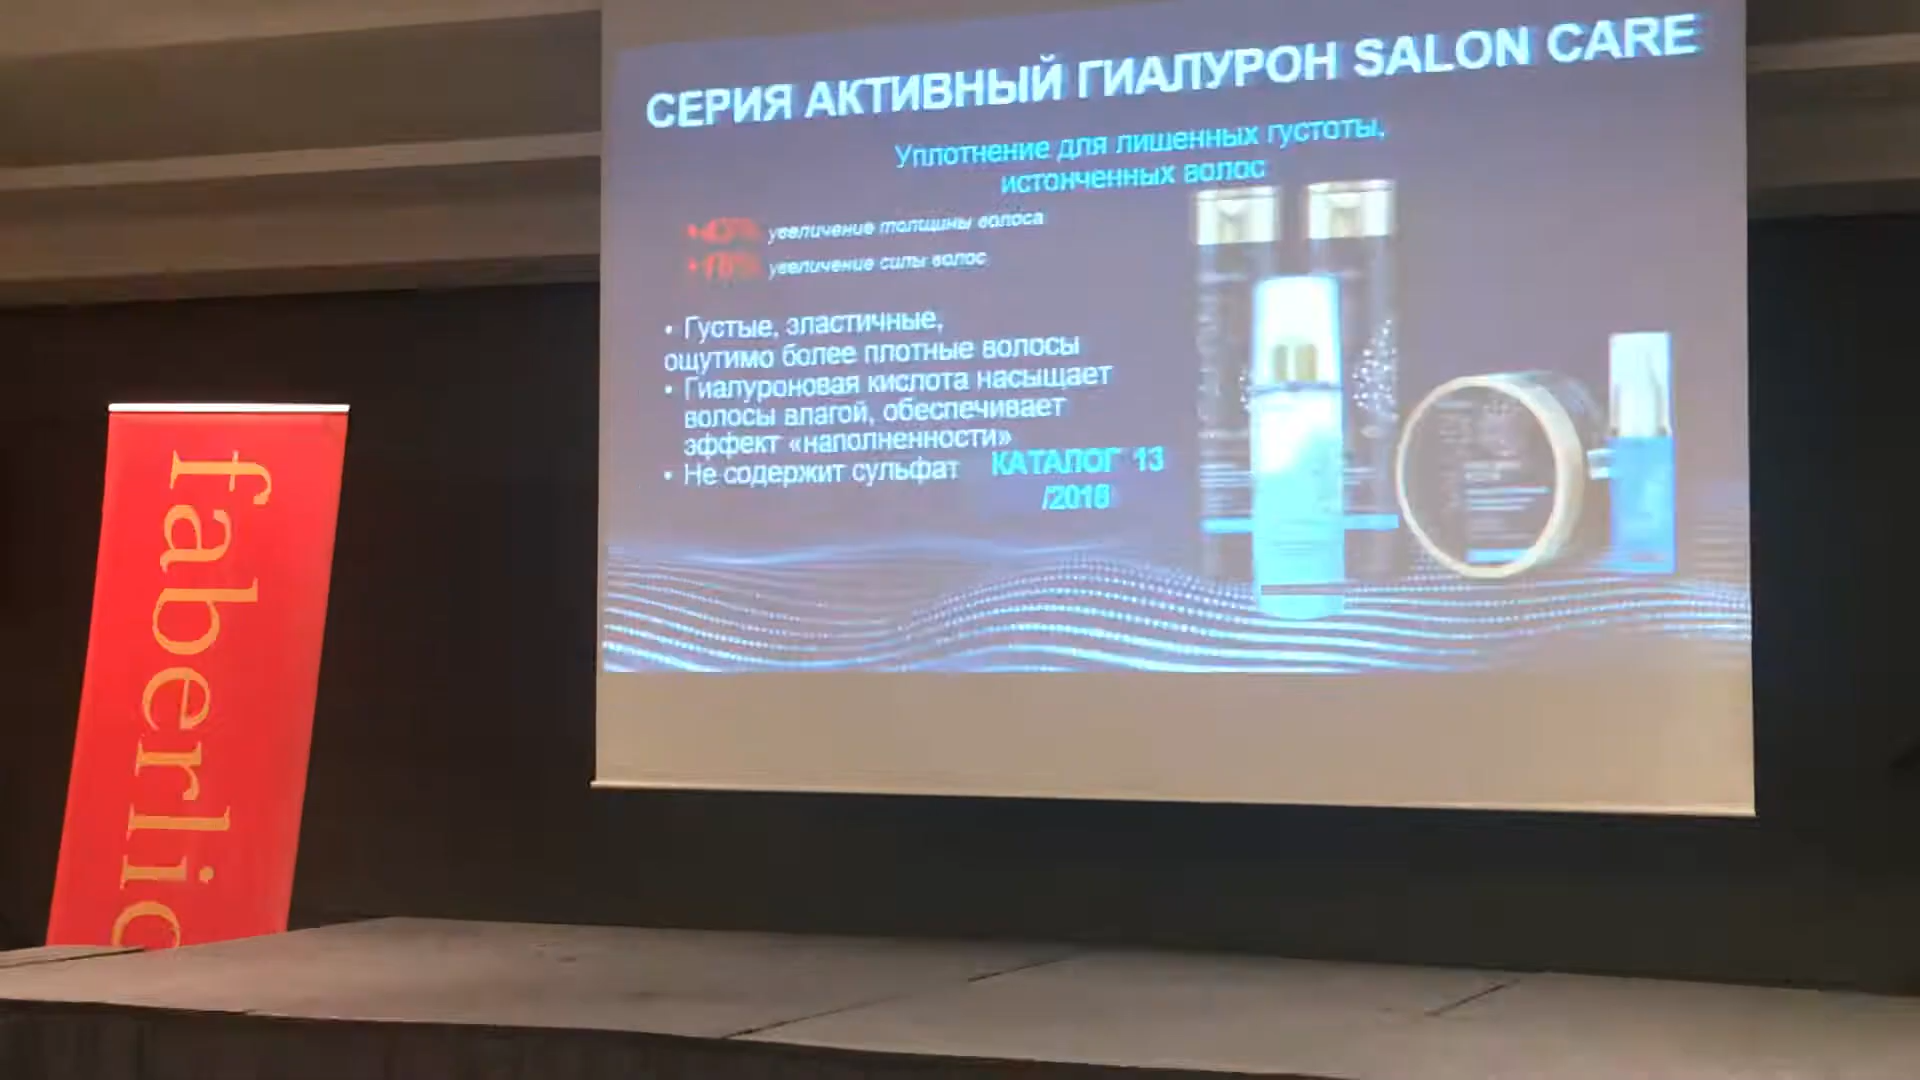 СЕРИЯ АКТИВНЫЙ ГИАЛУРОН SALON CARE
Уплотнение для лишенных густоты,
истонченных волос
увеличение толщины волоса
увеличение силы волос
• Густые, эластичные,
ощутимо более плотные волосы
• Гиалуроновая кислота насыщает
волосы влагой, обеспечивает
эффект «наполненности»
• Не содержит сульфат
КАТАЛОГ 13
/2018
faberlic